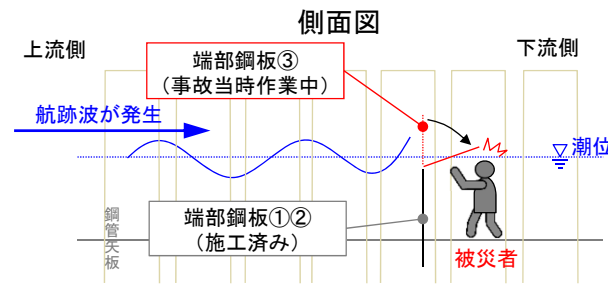 側面図
上流側
下流側
端部鋼板③
（事故当時作業中）
航跡波が発生
潮位
端部鋼板①②
（施工済み）
鋼管矢板
被災者